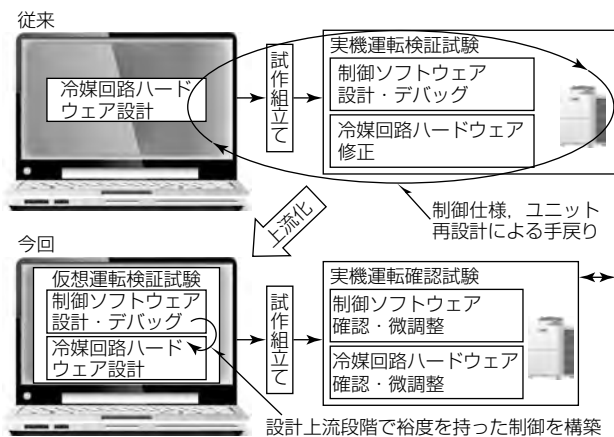 従来
冷媒回路ハード
ウェア設計
試作組立て
実機運転検証試験
制御ソフトウェア
設計・デバッグ
冷媒回路ハードウェア
修正
制御仕様，ユニット
再設計による手戻り
上流化
今回
仮想運転検証試験
制御ソフトウェア
設計・デバッグ
冷媒回路ハード
ウェア設計
試作組立て
実機運転確認試験
制御ソフトウェア
確認・微調整
冷媒回路ハードウェア
確認・微調整
設計上流段階で裕度を持った制御を構築